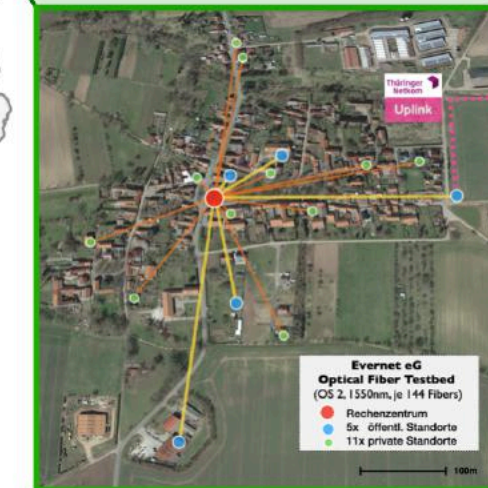 Thüringer
Netkom
Uplink
Evernet eG
Optical Fiber Testbed
(OS 2, 1550nm, je 144 Fibers)
Rechenzentrum
5x öffentl. Standorte
11x private Standorte
100m